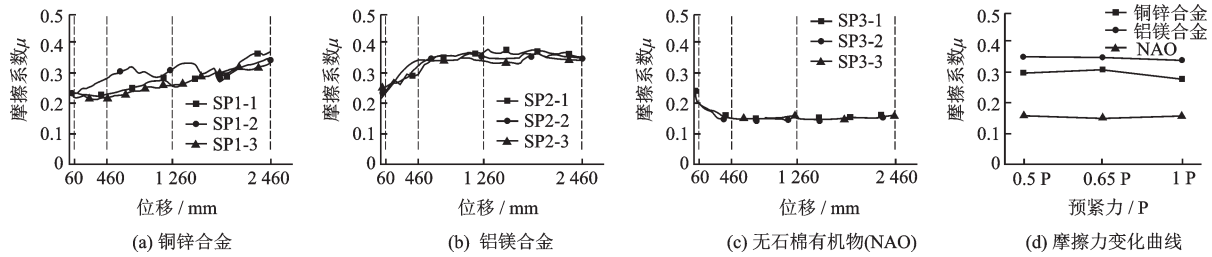 摩擦系数μ
0.5
0.4
0.3
0.2
0.1
0
SP1-1
SP1-2
SP1-3
60 460 1 260 2 460
位移 / mm
(a) 铜锌合金
摩擦系数μ
0.5
0.4
0.3
0.2
0.1
0
SP2-1
SP2-2
SP2-3
60 460 1 260 2 460
位移 / mm
(b) 铝镁合金
摩擦系数μ
0.5
0.4
0.3
0.2
0.1
0
SP3-1
SP3-2
SP3-3
60 460 1 260 2 460
位移 / mm
(c) 无石棉有机物(NAO)
摩擦系数μ
0.5
0.4
0.3
0.2
0.1
0
铜锌合金
铝镁合金
NAO
0.5 P 0.65 P 1 P
预紧力 / P
(d) 摩擦力变化曲线